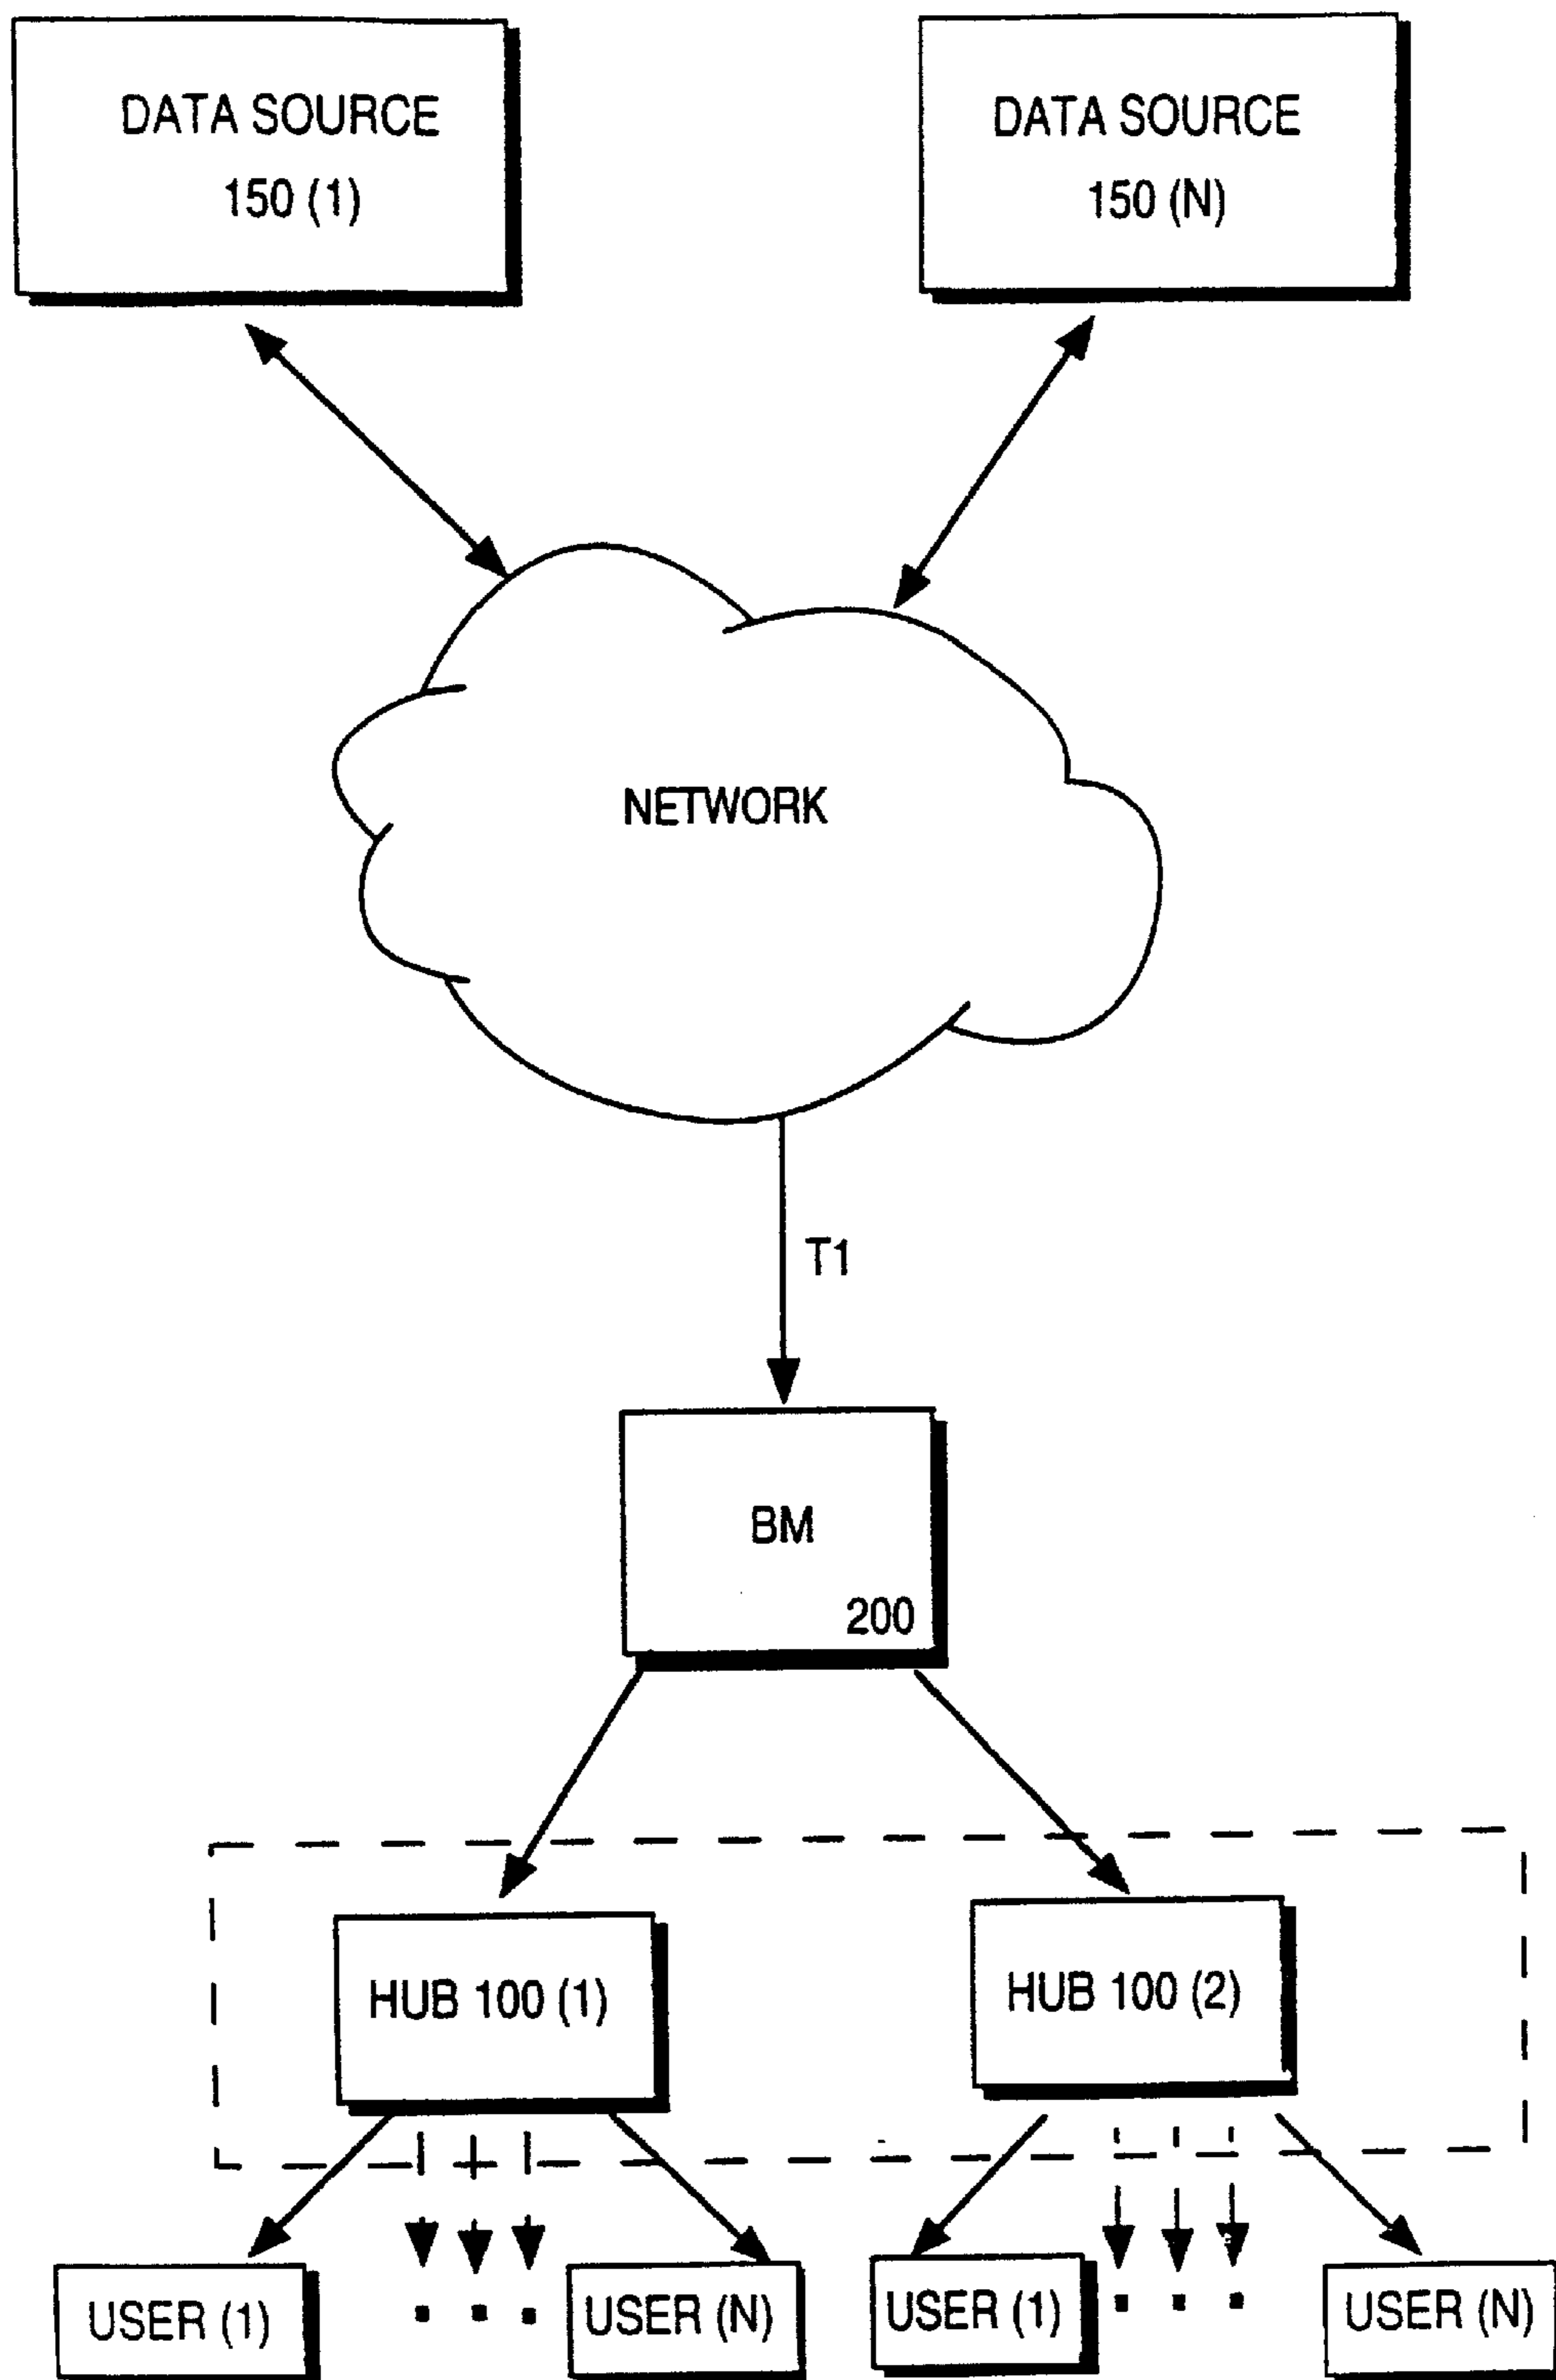 DATA SOURCE
150 (1)
DATA SOURCE
150 (N)
NETWORK
T1
BM
200
HUB 100 (1)
HUB 100 (2)
USER (1)
USER (N)
USER (1)
USER (N)